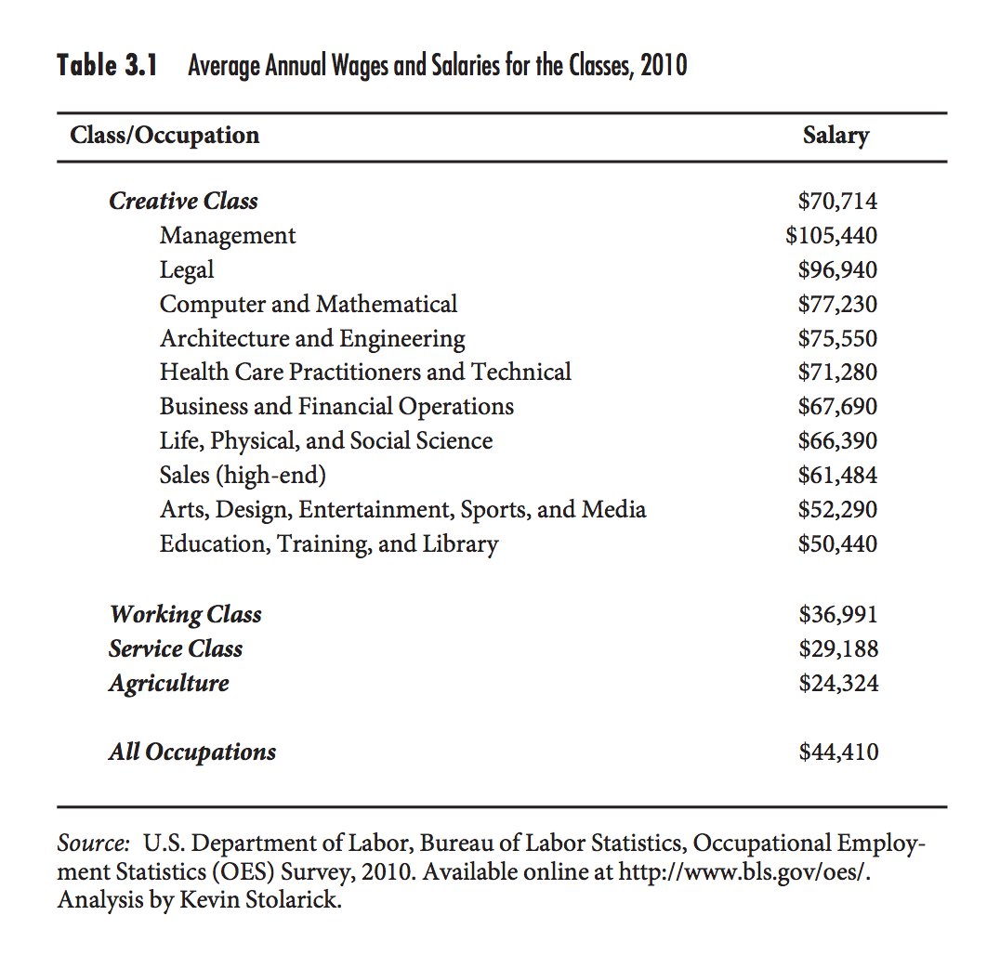 Table 3.1 Average Annual Wages and Salaries for the Classes, 2010
Class/Occupation Salary
Creative Class $70,714
Management $105,440
Legal $96,940
Computer and Mathematical $77,230
Architecture and Engineering $75,550
Health Care Practitioners and Technical $71,280
Business and Financial Operations $67,690
Life, Physical, and Social Science $66,390
Sales (high-end) $61,484
Arts, Design, Entertainment, Sports, and Media $52,290
Education, Training, and Library $50,440
Working Class $36,991
Service Class $29,188
Agriculture $24,324
All Occupations $44,410
Source: U.S. Department of Labor, Bureau of Labor Statistics, Occupational Employ-
ment Statistics (OES) Survey, 2010. Available online at http://www.bls.gov/oes/.
Analysis by Kevin Stolarick.